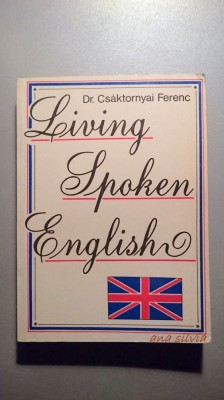 Dr. Csáktornyai Ferenc
Living
Spoken
English
ana silvia